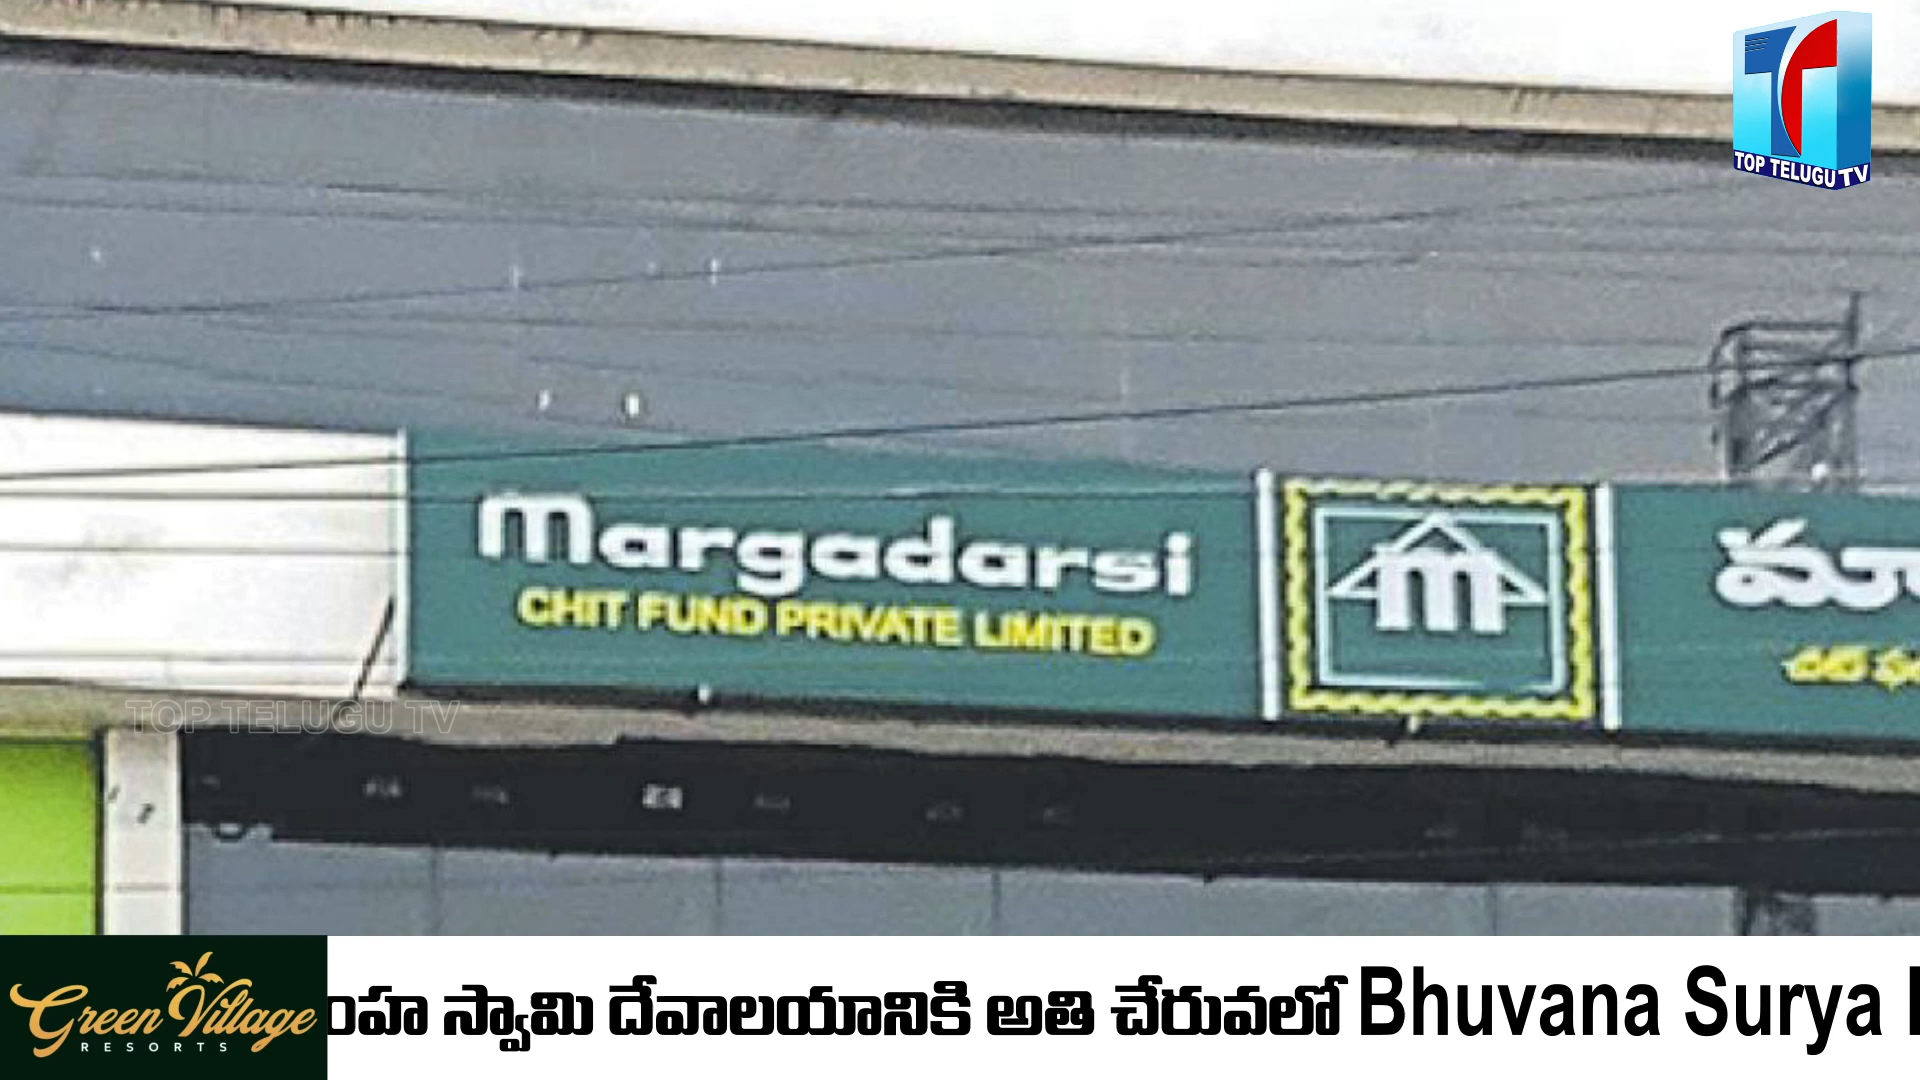 TOP TELUGU TV
margadarsi
CHIT FUND PRIVATE LIMITED
m
TOP TELUGU TV
Green Village
RESORTS
స్వామి దేవాలయానికి అతి చేరువలో Bhuvana Surya